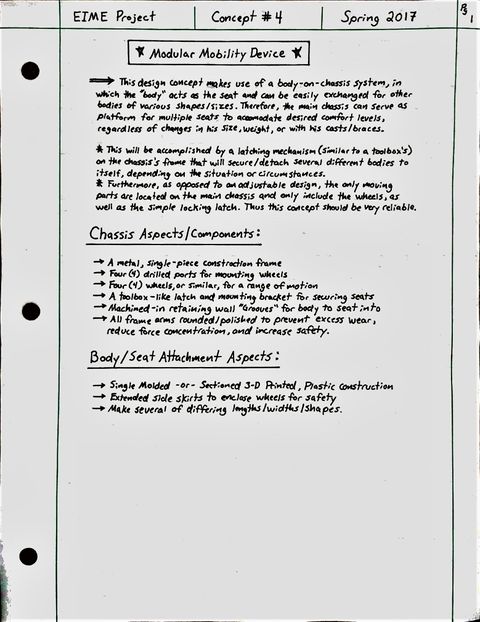 EIME Project | Concept #4 | Spring 2017
P3 1
★ Modular Mobility Device ★
→ This design concept makes use of a body-on-chassis system, in
which the "body" acts as the seat and can be easily exchanged for other
bodies of various shapes/sizes. Therefore, the main chassis can serve as
platform for multiple seats to accomodate desired comfort levels,
regardless of changes in his size, weight, or with his casts/braces.
* This will be accomplished by a latching mechanism (similar to a toolbox's)
on the chassis's frame that will secure/detach several different bodies to
itself, depending on the situation or circumstances.
* Furthermore, as opposed to an adjustable design, the only moving
parts are located on the main chassis and only include the wheels, as
well as the simple locking latch. Thus this concept should be very reliable.
Chassis Aspects/Components:
→ A metal, single-piece construction frame
→ Four (4) drilled ports for mounting wheels
→ Four (4) wheels, or similar, for a range of motion
→ A toolbox-like latch and mounting bracket for securing seats
→ Machined-in retaining wall "Grooves" for body to seat into
→ All frame arms rounded/polished to prevent excess wear,
reduce force concentration, and increase safety.
Body/Seat Attachment Aspects:
→ Single Molded -or- Sectioned 3-D Printed, Plastic construction
→ Extended side skirts to enclose wheels for safety
→ Make several of differing lengths/widths/shapes.